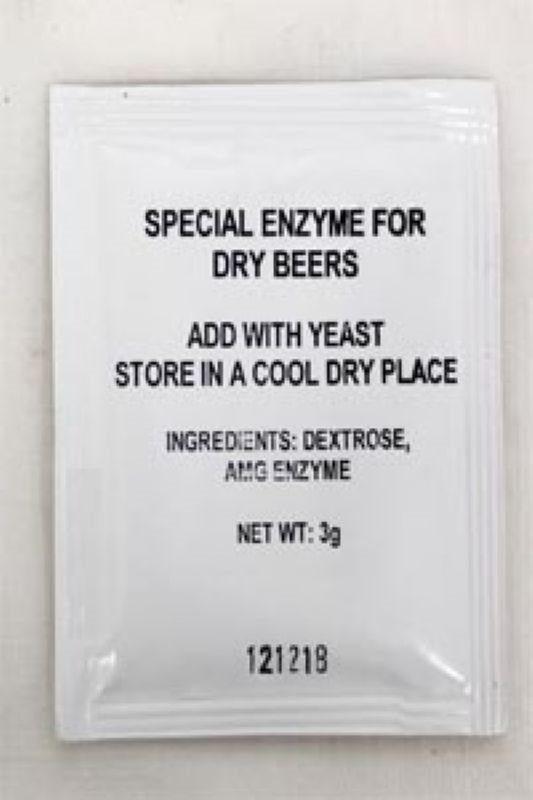 SPECIAL ENZYME FOR
DRY BEERS
ADD WITH YEAST
STORE IN A COOL DRY PLACE
INGREDIENTS: DEXTROSE,
AMG ENZYME
NET WT: 3g
121218